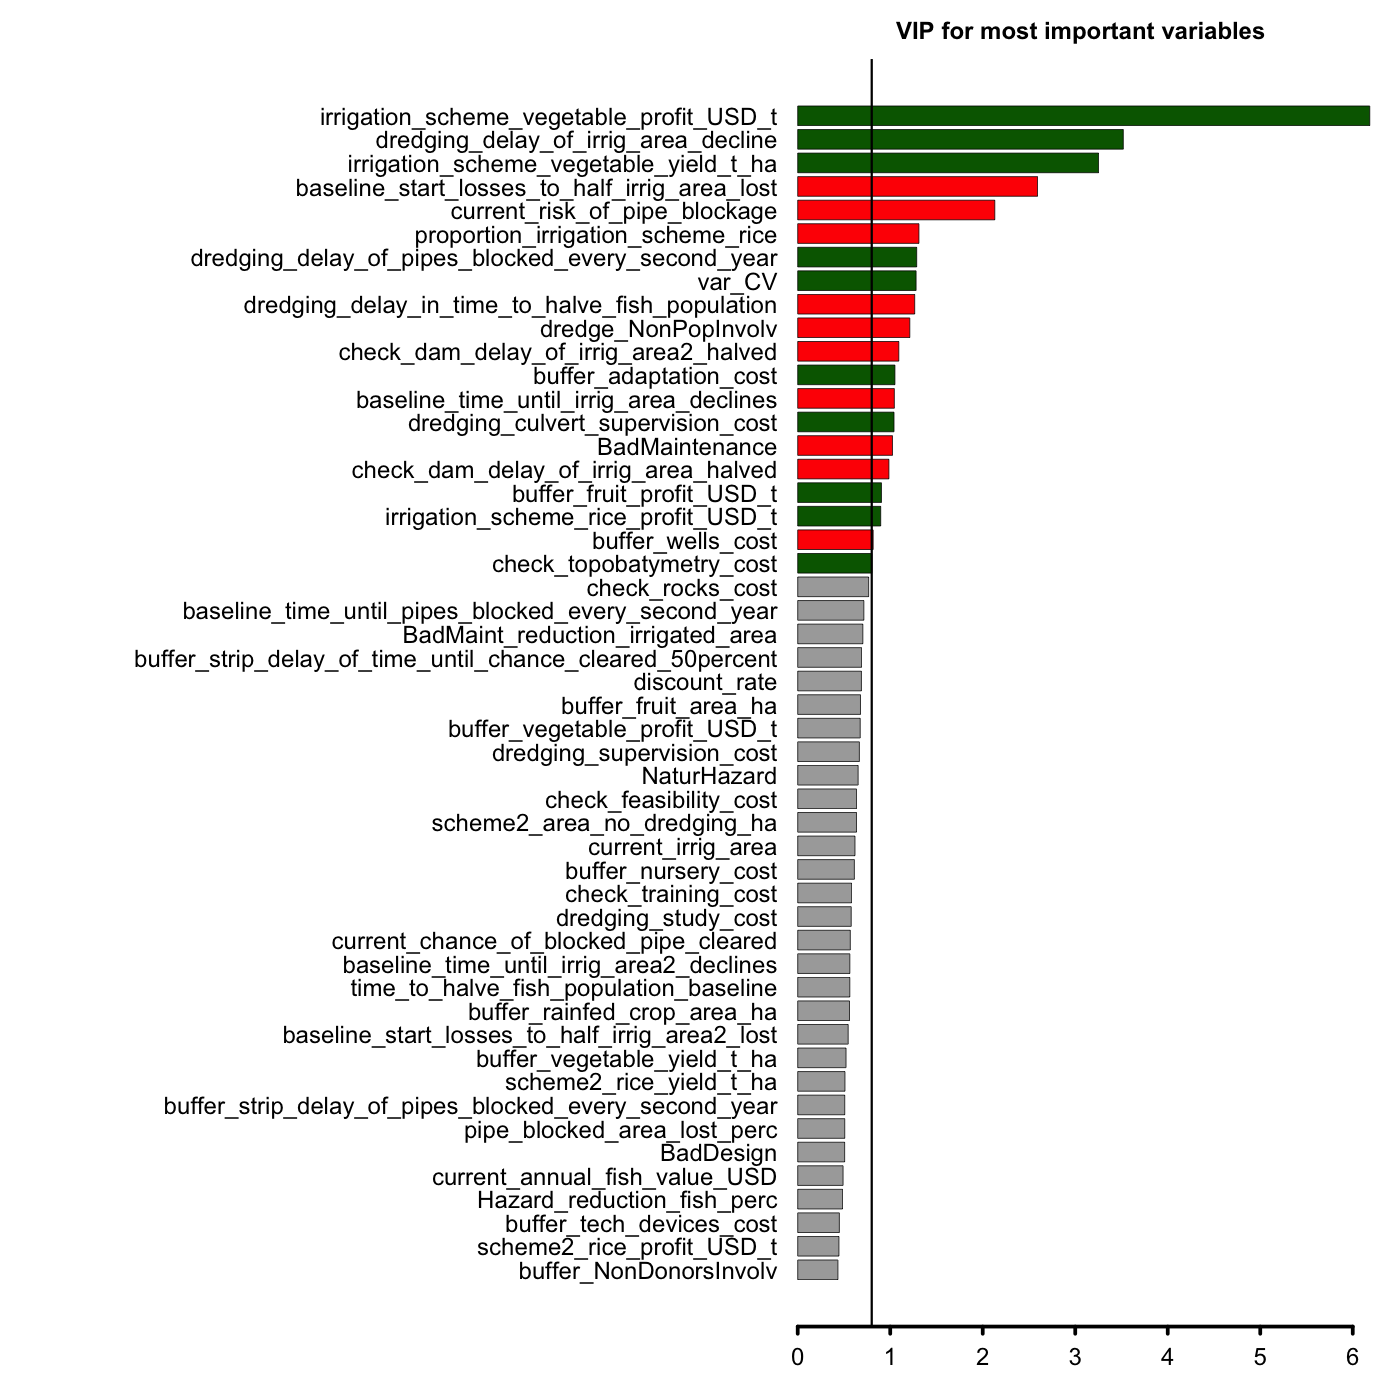 VIP for most important variables
irrigation_scheme_vegetable_profit_USD_t
dredging_delay_of_irrig_area_decline
irrigation_scheme_vegetable_yield_t_ha
baseline_start_losses_to_half_irrig_area_lost
current_risk_of_pipe_blockage
proportion_irrigation_scheme_rice
dredging_delay_of_pipes_blocked_every_second_year
var_CV
dredging_delay_in_time_to_halve_fish_population
dredge_NonPopInvolv
check_dam_delay_of_irrig_area2_halved
buffer_adaptation_cost
baseline_time_until_irrig_area_declines
dredging_culvert_supervision_cost
BadMaintenance
check_dam_delay_of_irrig_area_halved
buffer_fruit_profit_USD_t
irrigation_scheme_rice_profit_USD_t
buffer_wells_cost
check_topobatymetry_cost
check_rocks_cost
baseline_time_until_pipes_blocked_every_second_year
BadMaint_reduction_irrigated_area
buffer_strip_delay_of_time_until_chance_cleared_50percent
discount_rate
buffer_fruit_area_ha
buffer_vegetable_profit_USD_t
dredging_supervision_cost
NaturHazard
check_feasibility_cost
scheme2_area_no_dredging_ha
current_irrig_area
buffer_nursery_cost
check_training_cost
dredging_study_cost
current_chance_of_blocked_pipe_cleared
baseline_time_until_irrig_area2_declines
time_to_halve_fish_population_baseline
buffer_rainfed_crop_area_ha
baseline_start_losses_to_half_irrig_area2_lost
buffer_vegetable_yield_t_ha
scheme2_rice_yield_t_ha
buffer_strip_delay_of_pipes_blocked_every_second_year
pipe_blocked_area_lost_perc
BadDesign
current_annual_fish_value_USD
Hazard_reduction_fish_perc
buffer_tech_devices_cost
scheme2_rice_profit_USD_t
buffer_NonDonorsInvolv
0 1 2 3 4 5 6